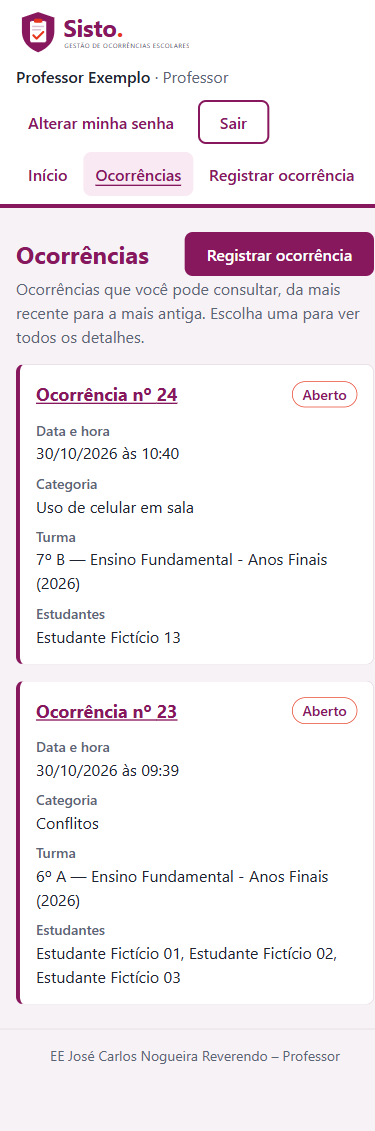 Sisto.
GESTÃO DE OCORRÊNCIAS ESCOLARES
Professor Exemplo · Professor
Alterar minha senha
Sair
Início
Ocorrências
Registrar ocorrência
Ocorrências
Registrar ocorrência
Ocorrências que você pode consultar, da mais
recente para a mais antiga. Escolha uma para ver
todos os detalhes.
Ocorrência nº 24
Aberto
Data e hora
30/10/2026 às 10:40
Categoria
Uso de celular em sala
Turma
7º B — Ensino Fundamental - Anos Finais
(2026)
Estudantes
Estudante Fictício 13
Ocorrência nº 23
Aberto
Data e hora
30/10/2026 às 09:39
Categoria
Conflitos
Turma
6º A — Ensino Fundamental - Anos Finais
(2026)
Estudantes
Estudante Fictício 01, Estudante Fictício 02,
Estudante Fictício 03
EE José Carlos Nogueira Reverendo – Professor